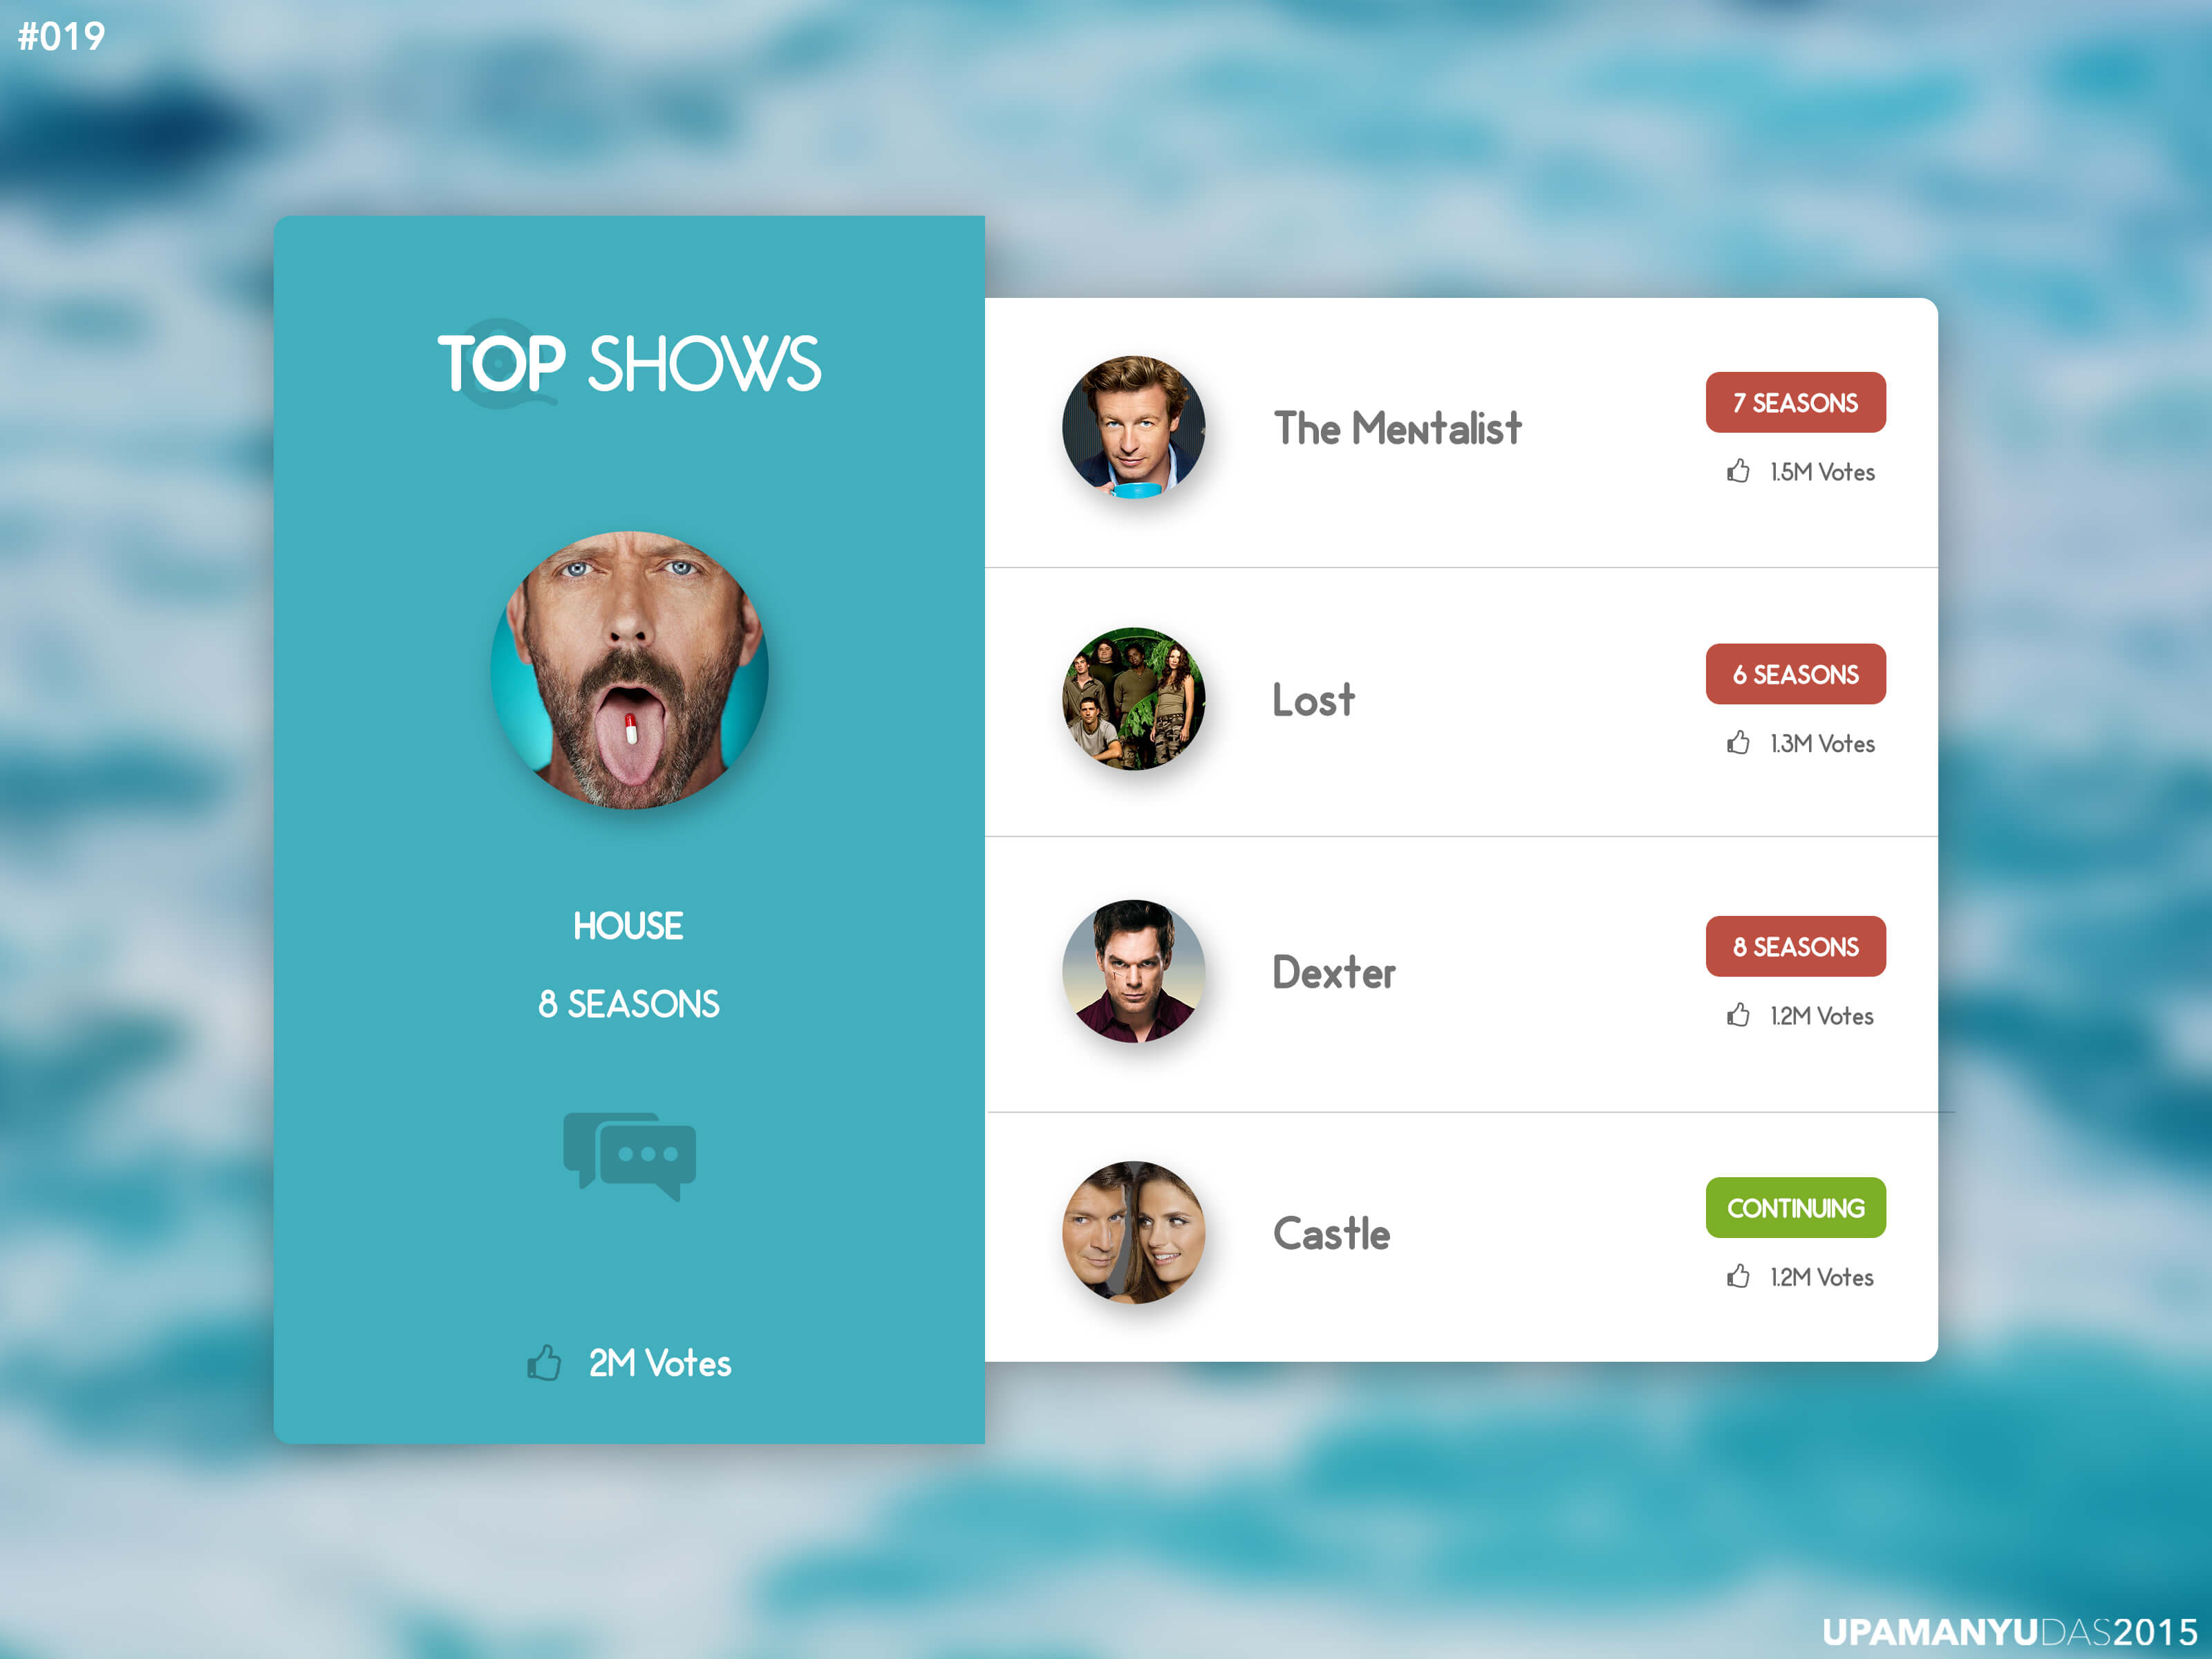 #019
TOP SHOWS
HOUSE
8 SEASONS
2M Votes
The Mentalist
7 SEASONS
1.5M Votes
Lost
6 SEASONS
1.3M Votes
Dexter
8 SEASONS
1.2M Votes
Castle
CONTINUING
1.2M Votes
UPAMANYUDAS2015